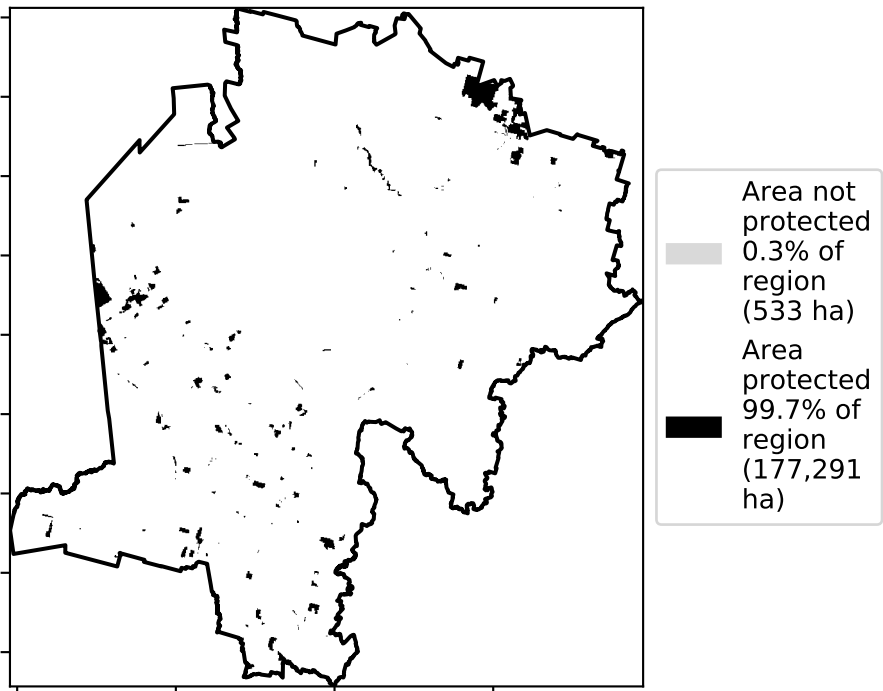 Area not
protected
0.3% of
region
(533 ha)
Area
protected
99.7% of
region
(177,291
ha)